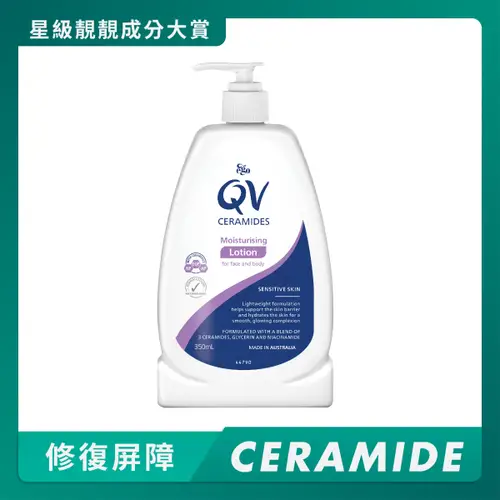 星級靚靚成分大賞
Ego
QV
CERAMIDES
Moisturising
Lotion
for face and body
SENSITIVE SKIN
Lightweight formulation
helps support the skin barrier
and hydrates the skin for a
smooth, glowing complexion
FORMULATED WITH A BLEND OF
3 CERAMIDES, GLYCERIN AND NIACINAMIDE
350mL
MADE IN AUSTRALIA
44790
修復屏障
CERAMIDE